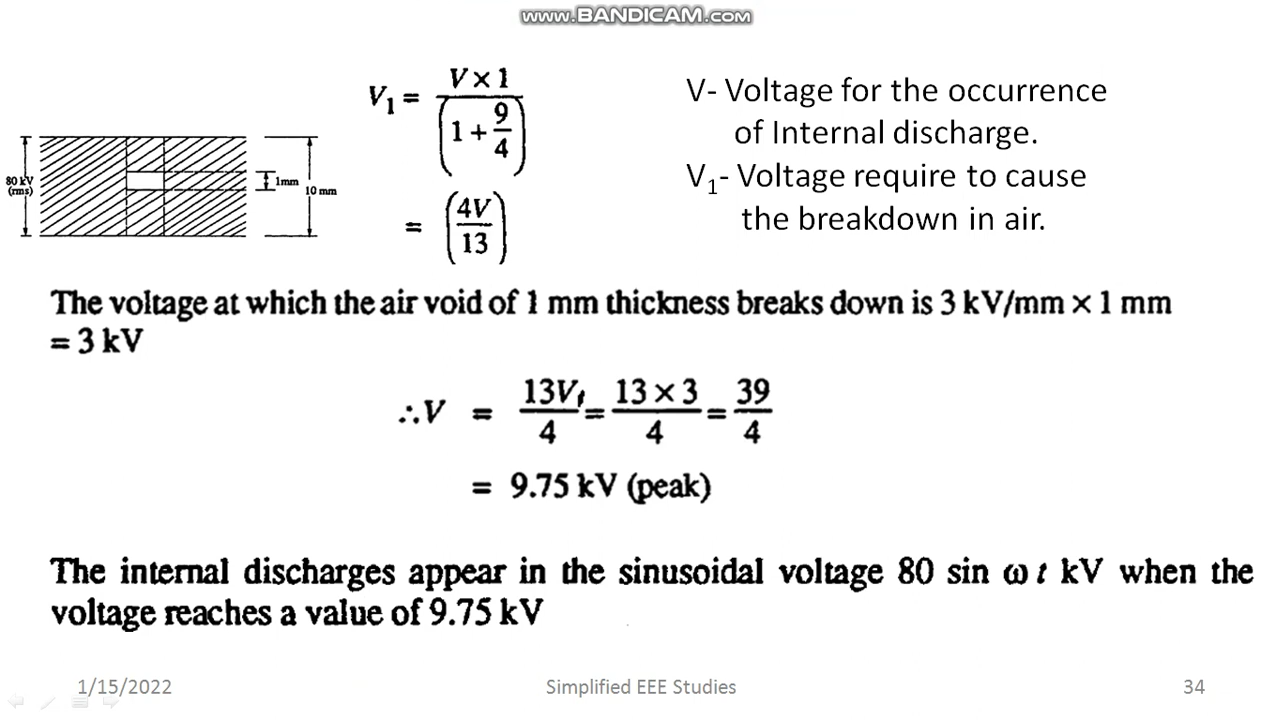 www.BANDICAM.com
V₁ = V × 1 / (1 + 9/4)
= (4V/13)
80 kV
(rms)
1mm
10 mm
V- Voltage for the occurrence
of Internal discharge.
V₁- Voltage require to cause
the breakdown in air.
The voltage at which the air void of 1 mm thickness breaks down is 3 kV/mm × 1 mm
= 3 kV
∴ V = 13V₁/4 = 13 × 3/4 = 39/4
= 9.75 kV (peak)
The internal discharges appear in the sinusoidal voltage 80 sin ω t kV when the
voltage reaches a value of 9.75 kV
1/15/2022
Simplified EEE Studies
34